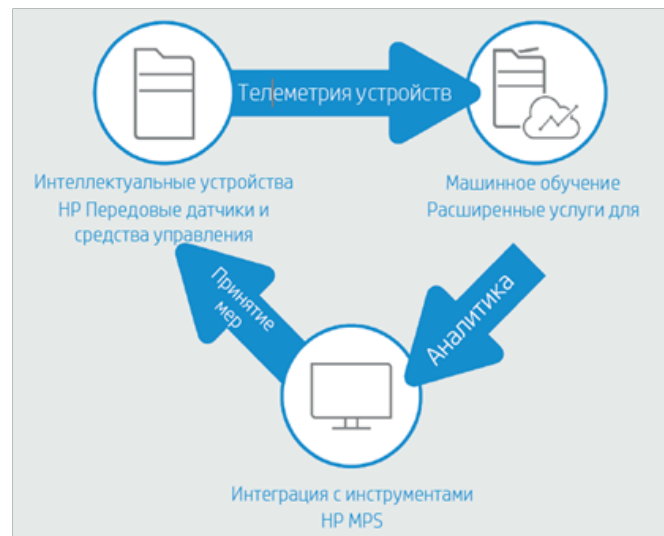 Телеметрия устройств
Интеллектуальные устройства
HP Передовые датчики и
средства управления
Машинное обучение
Расширенные услуги для
Принятие
мер
Аналитика
Интеграция с инструментами
HP MPS